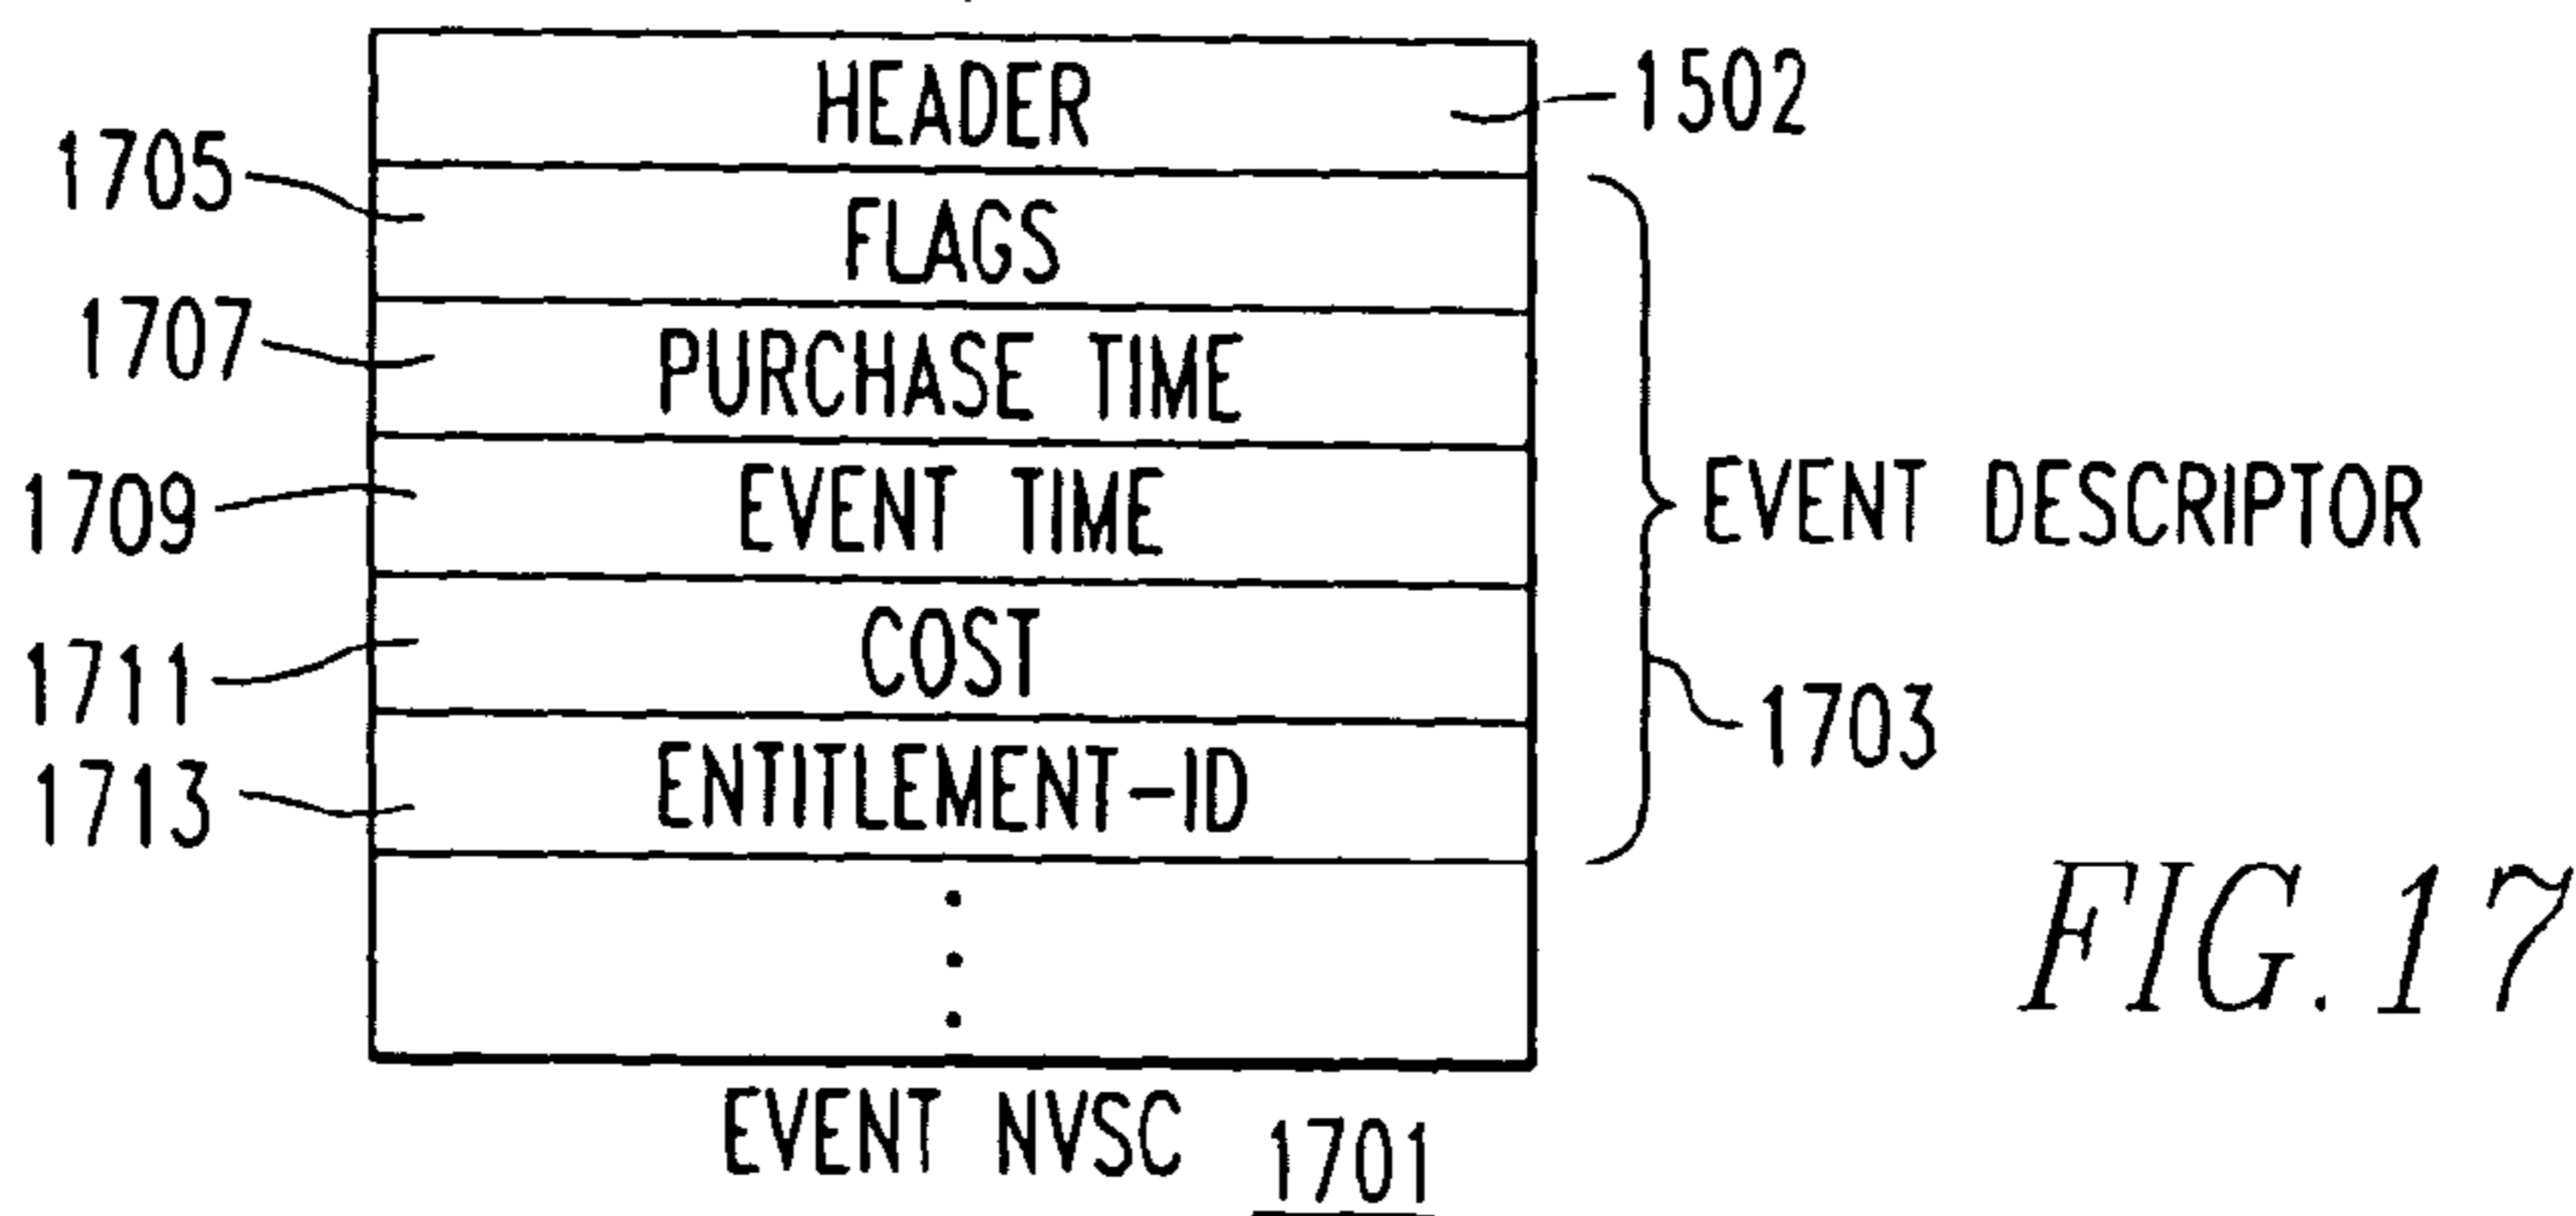 HEADER
1502
1705
FLAGS
1707
PURCHASE TIME
1709
EVENT TIME
EVENT DESCRIPTOR
1711
COST
1703
1713
ENTITLEMENT-ID
FIG. 17
EVENT NVSC 1701